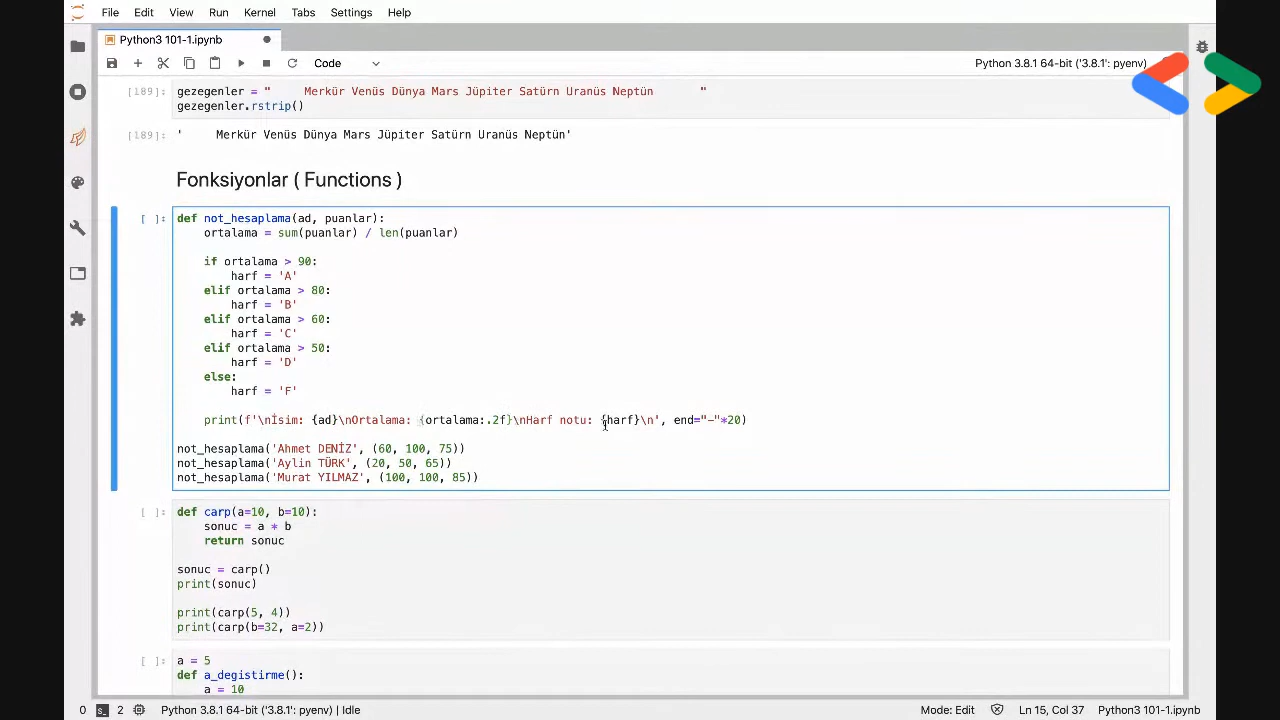 File Edit View Run Kernel Tabs Settings Help
Python3 101-1.ipynb
Code
Python 3.8.1 64-bit ('3.8.1': pyenv)
[189]: gezegenler = "     Merkür Venüs Dünya Mars Jüpiter Satürn Uranüs Neptün       "
gezegenler.rstrip()
[189]: '     Merkür Venüs Dünya Mars Jüpiter Satürn Uranüs Neptün'
Fonksiyonlar ( Functions )
[ ]: def not_hesaplama(ad, puanlar):
    ortalama = sum(puanlar) / len(puanlar)
    if ortalama > 90:
        harf = 'A'
    elif ortalama > 80:
        harf = 'B'
    elif ortalama > 60:
        harf = 'C'
    elif ortalama > 50:
        harf = 'D'
    else:
        harf = 'F'
    print(f'\nİsim: {ad}\nOrtalama: {ortalama:.2f}\nHarf notu: {harf}\n', end="-"*20)
not_hesaplama('Ahmet DENİZ', (60, 100, 75))
not_hesaplama('Aylin TÜRK', (20, 50, 65))
not_hesaplama('Murat YILMAZ', (100, 100, 85))
[ ]: def carp(a=10, b=10):
    sonuc = a * b
    return sonuc
sonuc = carp()
print(sonuc)
print(carp(5, 4))
print(carp(b=32, a=2))
[ ]: a = 5
def a_degistirme():
    a = 10
0 2 Python 3.8.1 64-bit ('3.8.1': pyenv) | Idle
Mode: Edit Ln 15, Col 37 Python3 101-1.ipynb